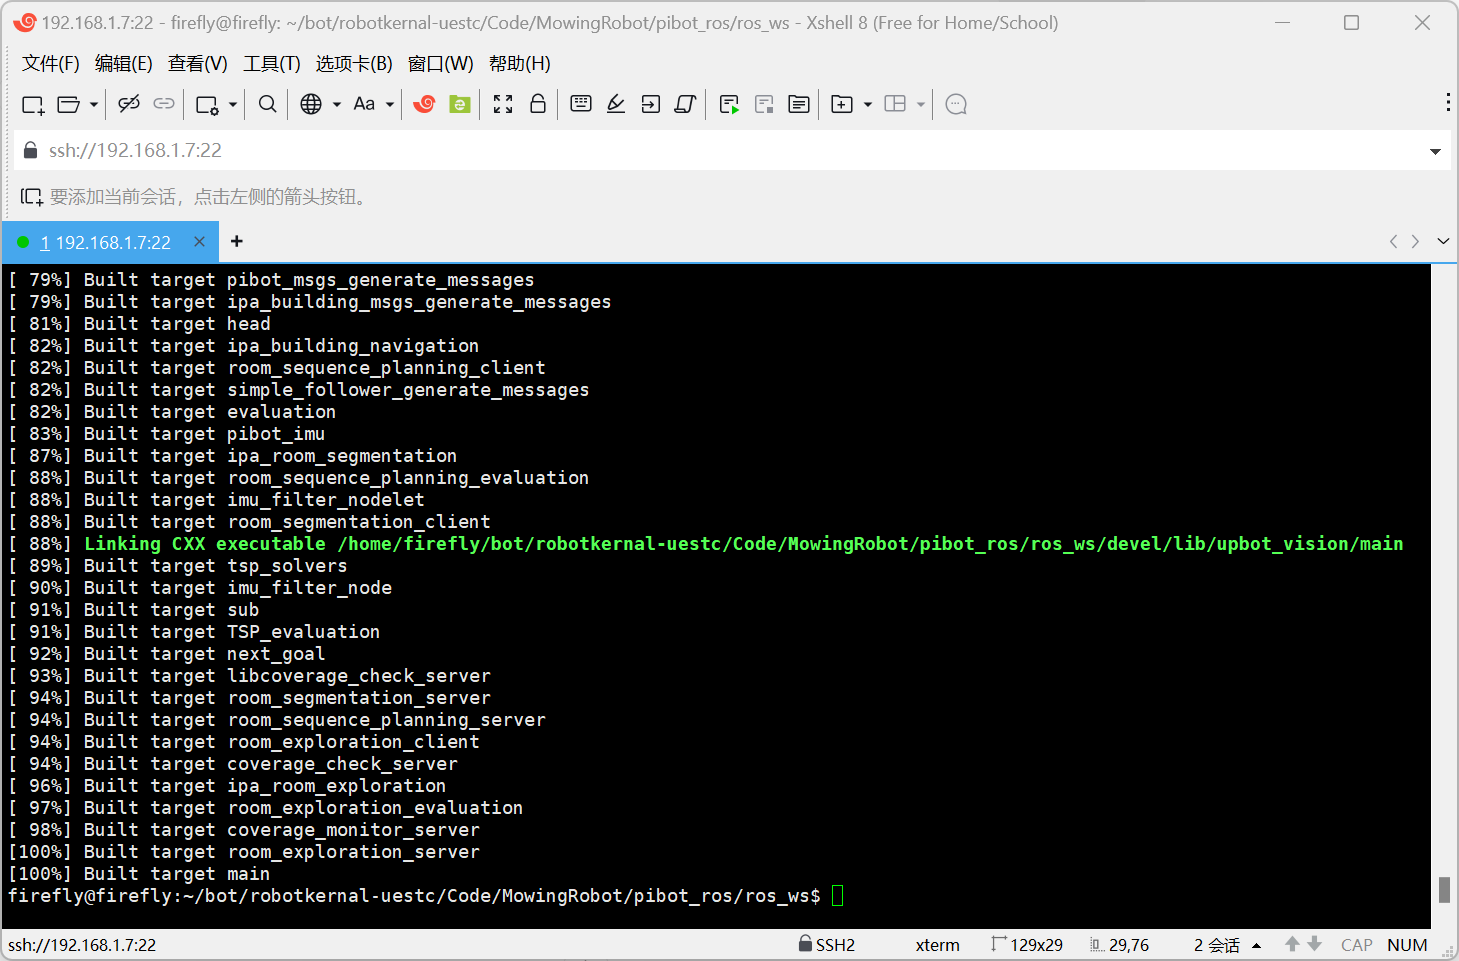 192.168.1.7:22 - firefly@firefly: ~/bot/robotkernal-uestc/Code/MowingRobot/pibot_ros/ros_ws - Xshell 8 (Free for Home/School)
文件(F) 编辑(E) 查看(V) 工具(T) 选项卡(B) 窗口(W) 帮助(H)
Aa
ssh://192.168.1.7:22
要添加当前会话，点击左侧的箭头按钮。
1 192.168.1.7:22
[ 79%] Built target pibot_msgs_generate_messages
[ 79%] Built target ipa_building_msgs_generate_messages
[ 81%] Built target head
[ 82%] Built target ipa_building_navigation
[ 82%] Built target room_sequence_planning_client
[ 82%] Built target simple_follower_generate_messages
[ 82%] Built target evaluation
[ 83%] Built target pibot_imu
[ 87%] Built target ipa_room_segmentation
[ 88%] Built target room_sequence_planning_evaluation
[ 88%] Built target imu_filter_nodelet
[ 88%] Built target room_segmentation_client
[ 88%] Linking CXX executable /home/firefly/bot/robotkernal-uestc/Code/MowingRobot/pibot_ros/ros_ws/devel/lib/upbot_vision/main
[ 89%] Built target tsp_solvers
[ 90%] Built target imu_filter_node
[ 91%] Built target sub
[ 91%] Built target TSP_evaluation
[ 92%] Built target next_goal
[ 93%] Built target libcoverage_check_server
[ 94%] Built target room_segmentation_server
[ 94%] Built target room_sequence_planning_server
[ 94%] Built target room_exploration_client
[ 94%] Built target coverage_check_server
[ 96%] Built target ipa_room_exploration
[ 97%] Built target room_exploration_evaluation
[ 98%] Built target coverage_monitor_server
[100%] Built target room_exploration_server
[100%] Built target main
firefly@firefly:~/bot/robotkernal-uestc/Code/MowingRobot/pibot_ros/ros_ws$
ssh://192.168.1.7:22 SSH2 xterm 129x29 29,76 2 会话 CAP NUM